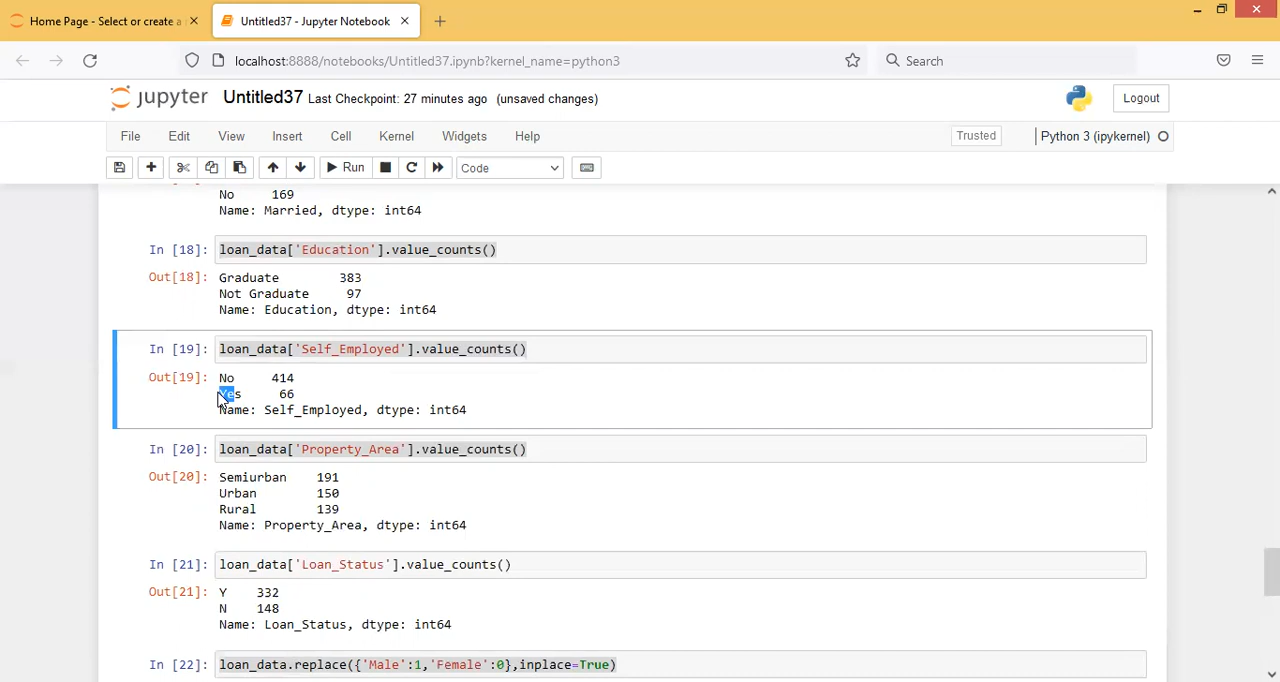 Home Page - Select or create a
Untitled37 - Jupyter Notebook
localhost:8888/notebooks/Untitled37.ipynb?kernel_name=python3
Search
jupyter Untitled37 Last Checkpoint: 27 minutes ago (unsaved changes)
Logout
File Edit View Insert Cell Kernel Widgets Help
Trusted
Python 3 (ipykernel)
Run
Code
No 169
Name: Married, dtype: int64
In [18]: loan_data['Education'].value_counts()
Out[18]: Graduate 383
Not Graduate 97
Name: Education, dtype: int64
In [19]: loan_data['Self_Employed'].value_counts()
Out[19]: No 414
Yes 66
Name: Self_Employed, dtype: int64
In [20]: loan_data['Property_Area'].value_counts()
Out[20]: Semiurban 191
Urban 150
Rural 139
Name: Property_Area, dtype: int64
In [21]: loan_data['Loan_Status'].value_counts()
Out[21]: Y 332
N 148
Name: Loan_Status, dtype: int64
In [22]: loan_data.replace({'Male':1,'Female':0},inplace=True)